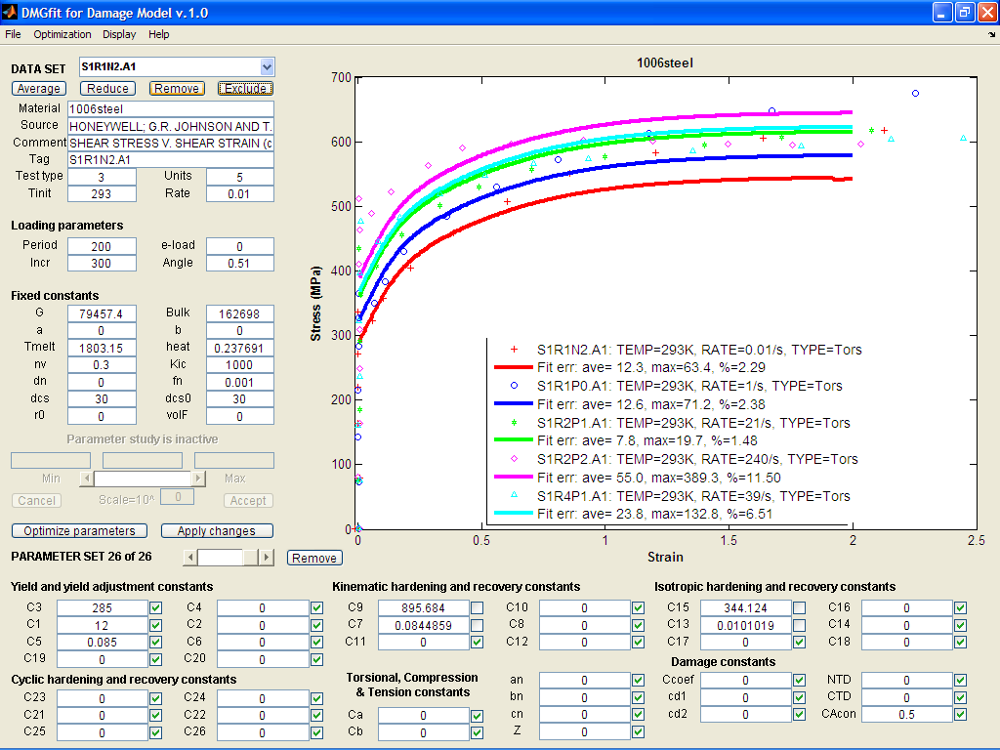 DMGfit for Damage Model v.1.0
File Optimization Display Help
DATA SET S1R1N2.A1
Average Reduce Remove Exclude
Material 1006steel
Source HONEYWELL; G.R. JOHNSON AND T.
Comment SHEAR STRESS V. SHEAR STRAIN (c
Tag S1R1N2.A1
Test type 3 Units 5
Tinit 293 Rate 0.01
Loading parameters
Period 200 e-load 0
Incr 300 Angle 0.51
Fixed constants
G 79457.4 Bulk 162698
a 0 b 0
Tmelt 1803.15 heat 0.237691
nv 0.3 Kic 1000
dn 0 fn 0.001
dcs 30 dcs0 30
r0 0 volF 0
Parameter study is inactive
Min Max
Cancel Scale=10^ 0 Accept
Optimize parameters Apply changes
PARAMETER SET 26 of 26 Remove
1006steel
Stress (MPa)
700
600
500
400
300
200
100
0
0 0.5 1 1.5 2 2.5
Strain
S1R1N2.A1: TEMP=293K, RATE=0.01/s, TYPE=Tors
Fit err: ave= 12.3, max=63.4, %=2.29
S1R1P0.A1: TEMP=293K, RATE=1/s, TYPE=Tors
Fit err: ave= 12.6, max=71.2, %=2.38
S1R2P1.A1: TEMP=293K, RATE=21/s, TYPE=Tors
Fit err: ave= 7.8, max=19.7, %=1.48
S1R2P2.A1: TEMP=293K, RATE=240/s, TYPE=Tors
Fit err: ave= 55.0, max=389.3, %=11.50
S1R4P1.A1: TEMP=293K, RATE=39/s, TYPE=Tors
Fit err: ave= 23.8, max=132.8, %=6.51
Yield and yield adjustment constants
C3 285 C4 0
C1 12 C2 0
C5 0.085 C6 0
C19 0 C20 0
Cyclic hardening and recovery constants
C23 0 C24 0
C21 0 C22 0
C25 0 C26 0
Kinematic hardening and recovery constants
C9 895.684 C10 0
C7 0.0844859 C8 0
C11 0 C12 0
Torsional, Compression
& Tension constants
Ca 0
Cb 0
an 0
bn 0
cn 0
Z 0
Isotropic hardening and recovery constants
C15 344.124 C16 0
C13 0.0101019 C14 0
C17 0 C18 0
Damage constants
Ccoef 0 NTD 0
cd1 0 CTD 0
cd2 0 CAcon 0.5